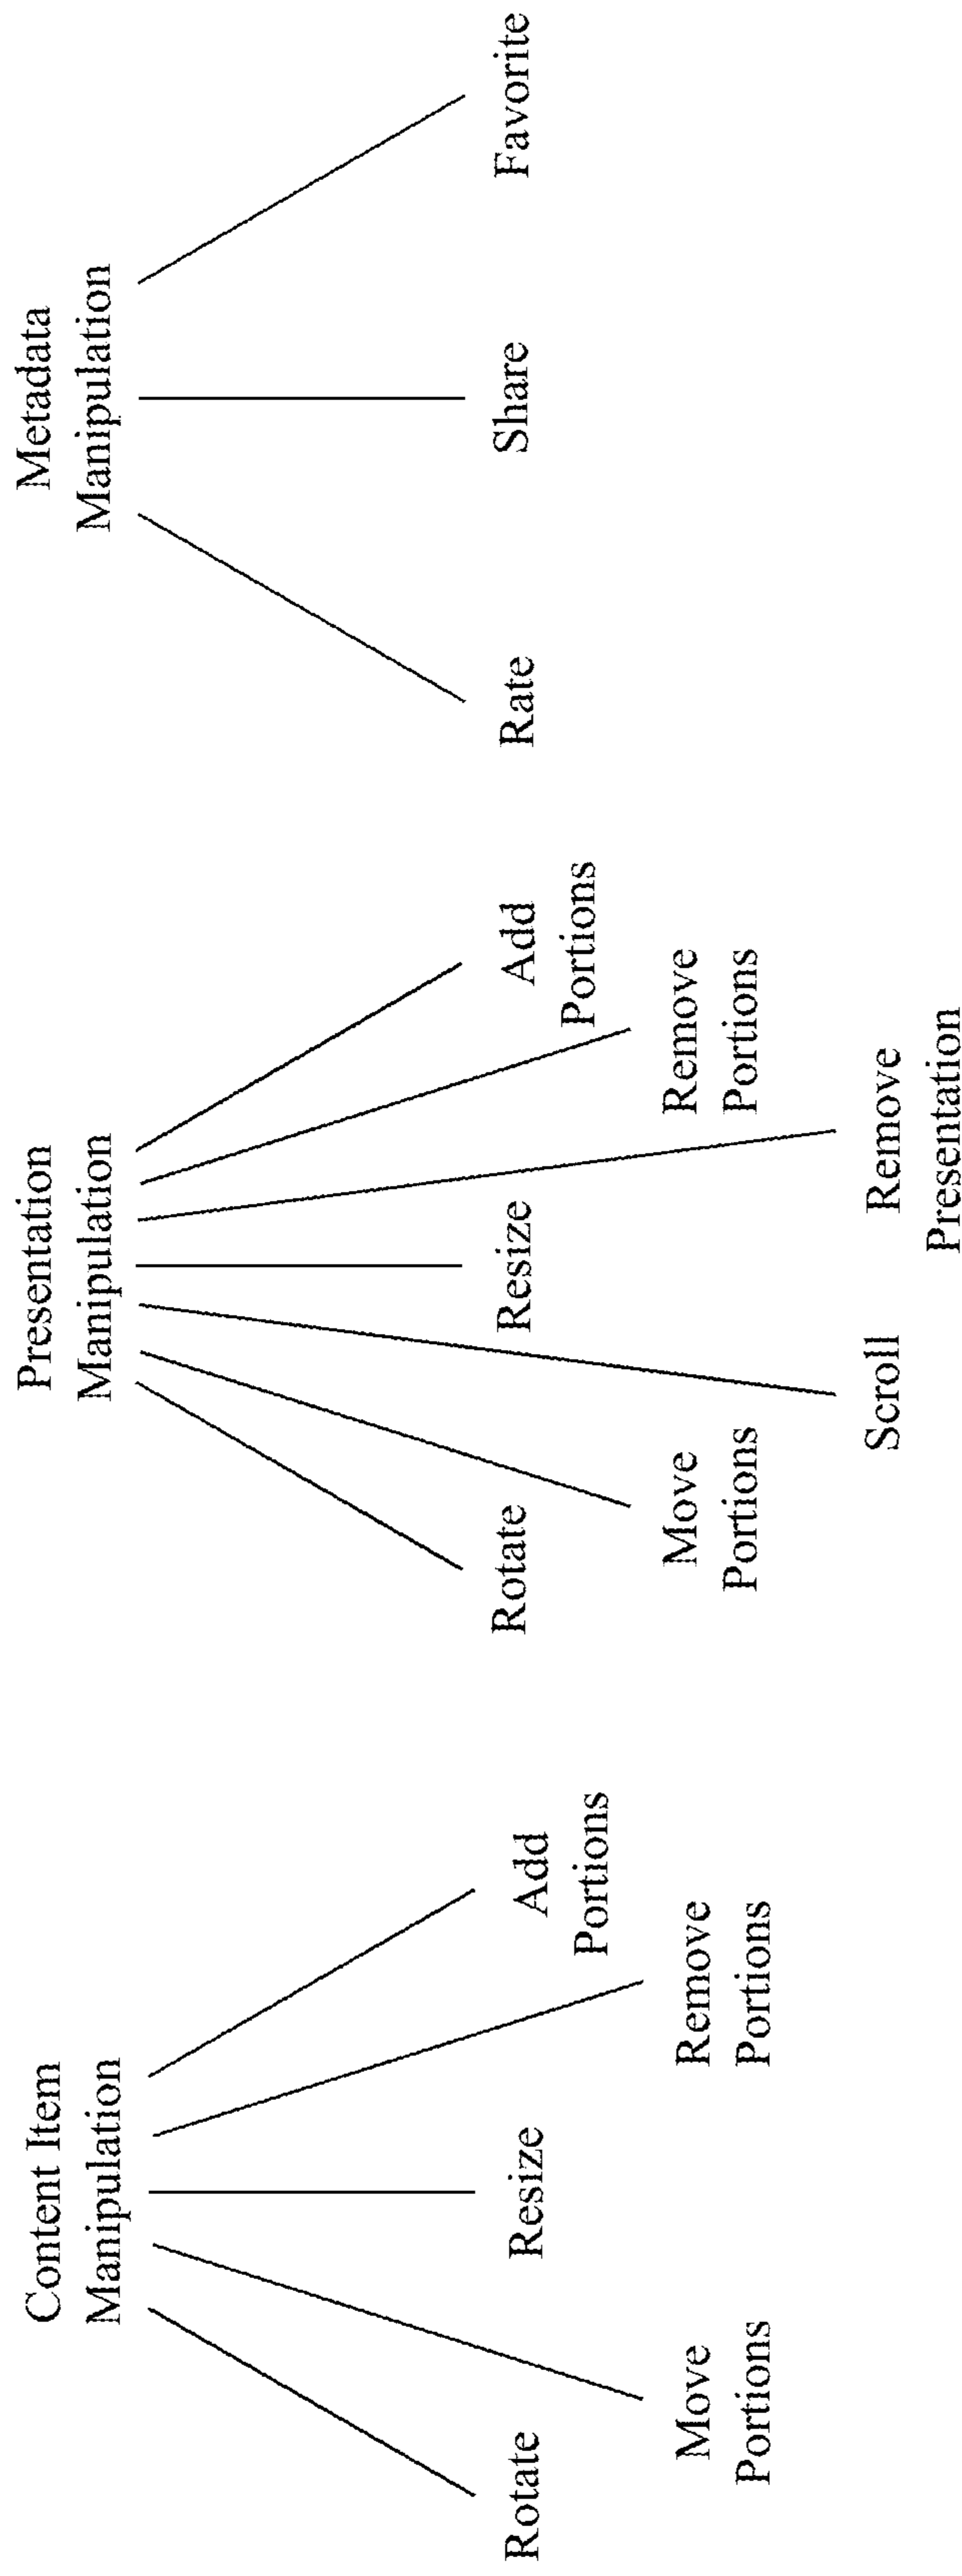 Content Item
Manipulation
Rotate
Move
Portions
Resize
Remove
Portions
Add
Portions
Presentation
Manipulation
Rotate
Move
Portions
Scroll
Resize
Remove
Presentation
Remove
Portions
Add
Portions
Metadata
Manipulation
Rate
Share
Favorite